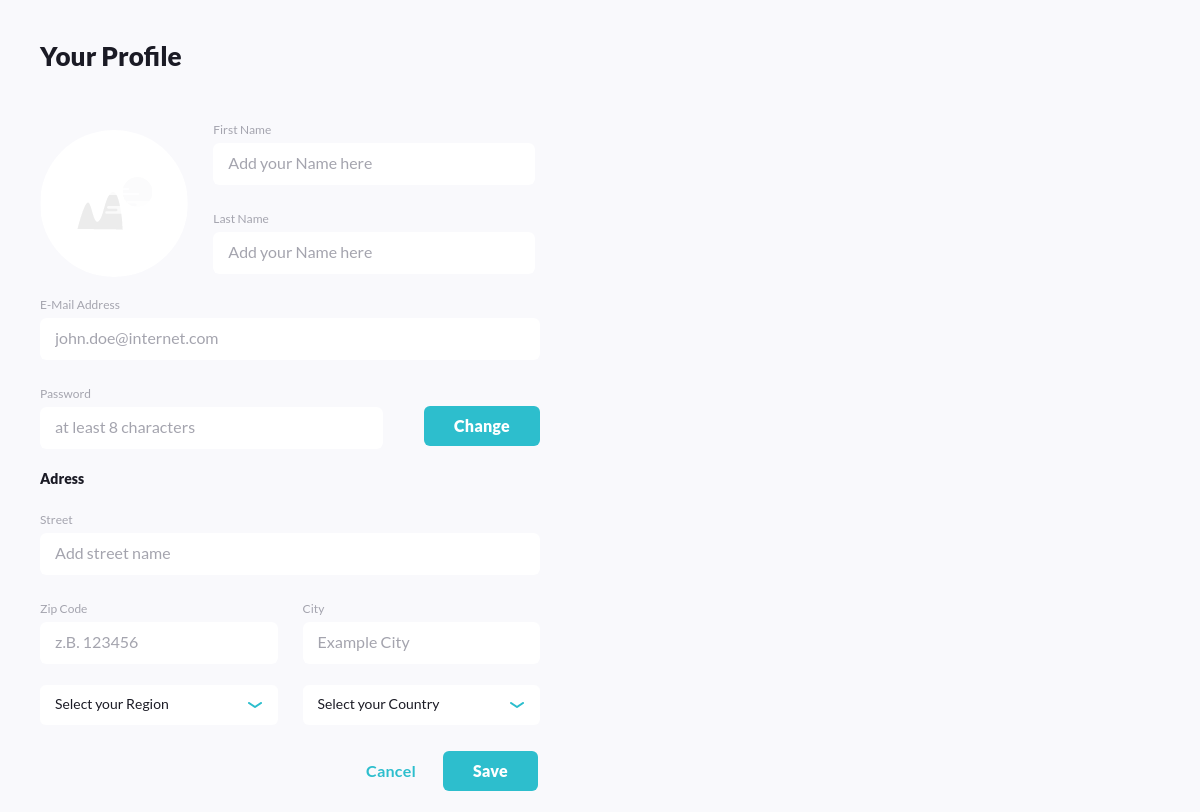 Your Profile
First Name
Add your Name here
Last Name
Add your Name here
E-Mail Address
john.doe@internet.com
Password
at least 8 characters
Change
Adress
Street
Add street name
Zip Code
City
z.B. 123456
Example City
Select your Region
Select your Country
Cancel
Save